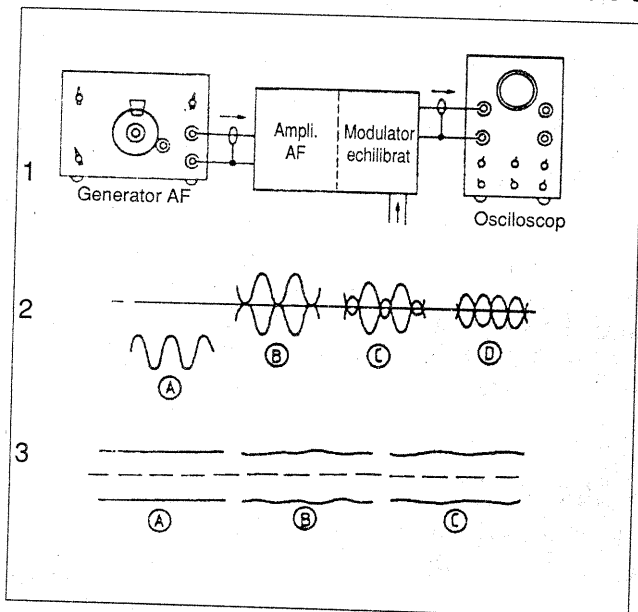 1
Generator AF
Ampli.
AF
Modulator
echilibrat
Osciloscop
2
A
B
C
D
3
A
B
C